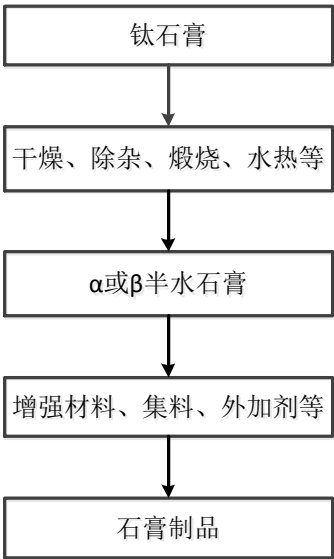 钛石膏
干燥、除杂、煅烧、水热等
α或β半水石膏
增强材料、集料、外加剂等
石膏制品